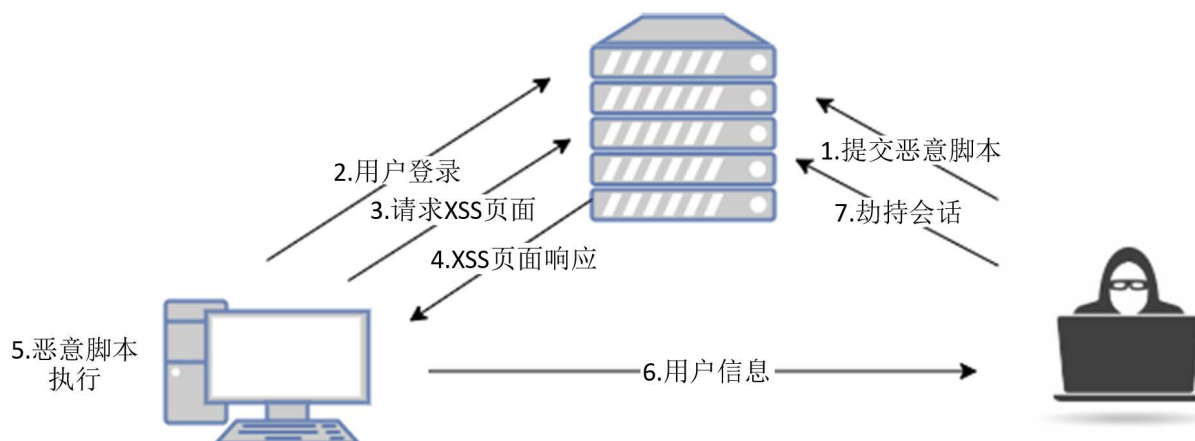 1.提交恶意脚本
2.用户登录
3.请求XSS页面
7.劫持会话
4.XSS页面响应
5.恶意脚本
执行
6.用户信息